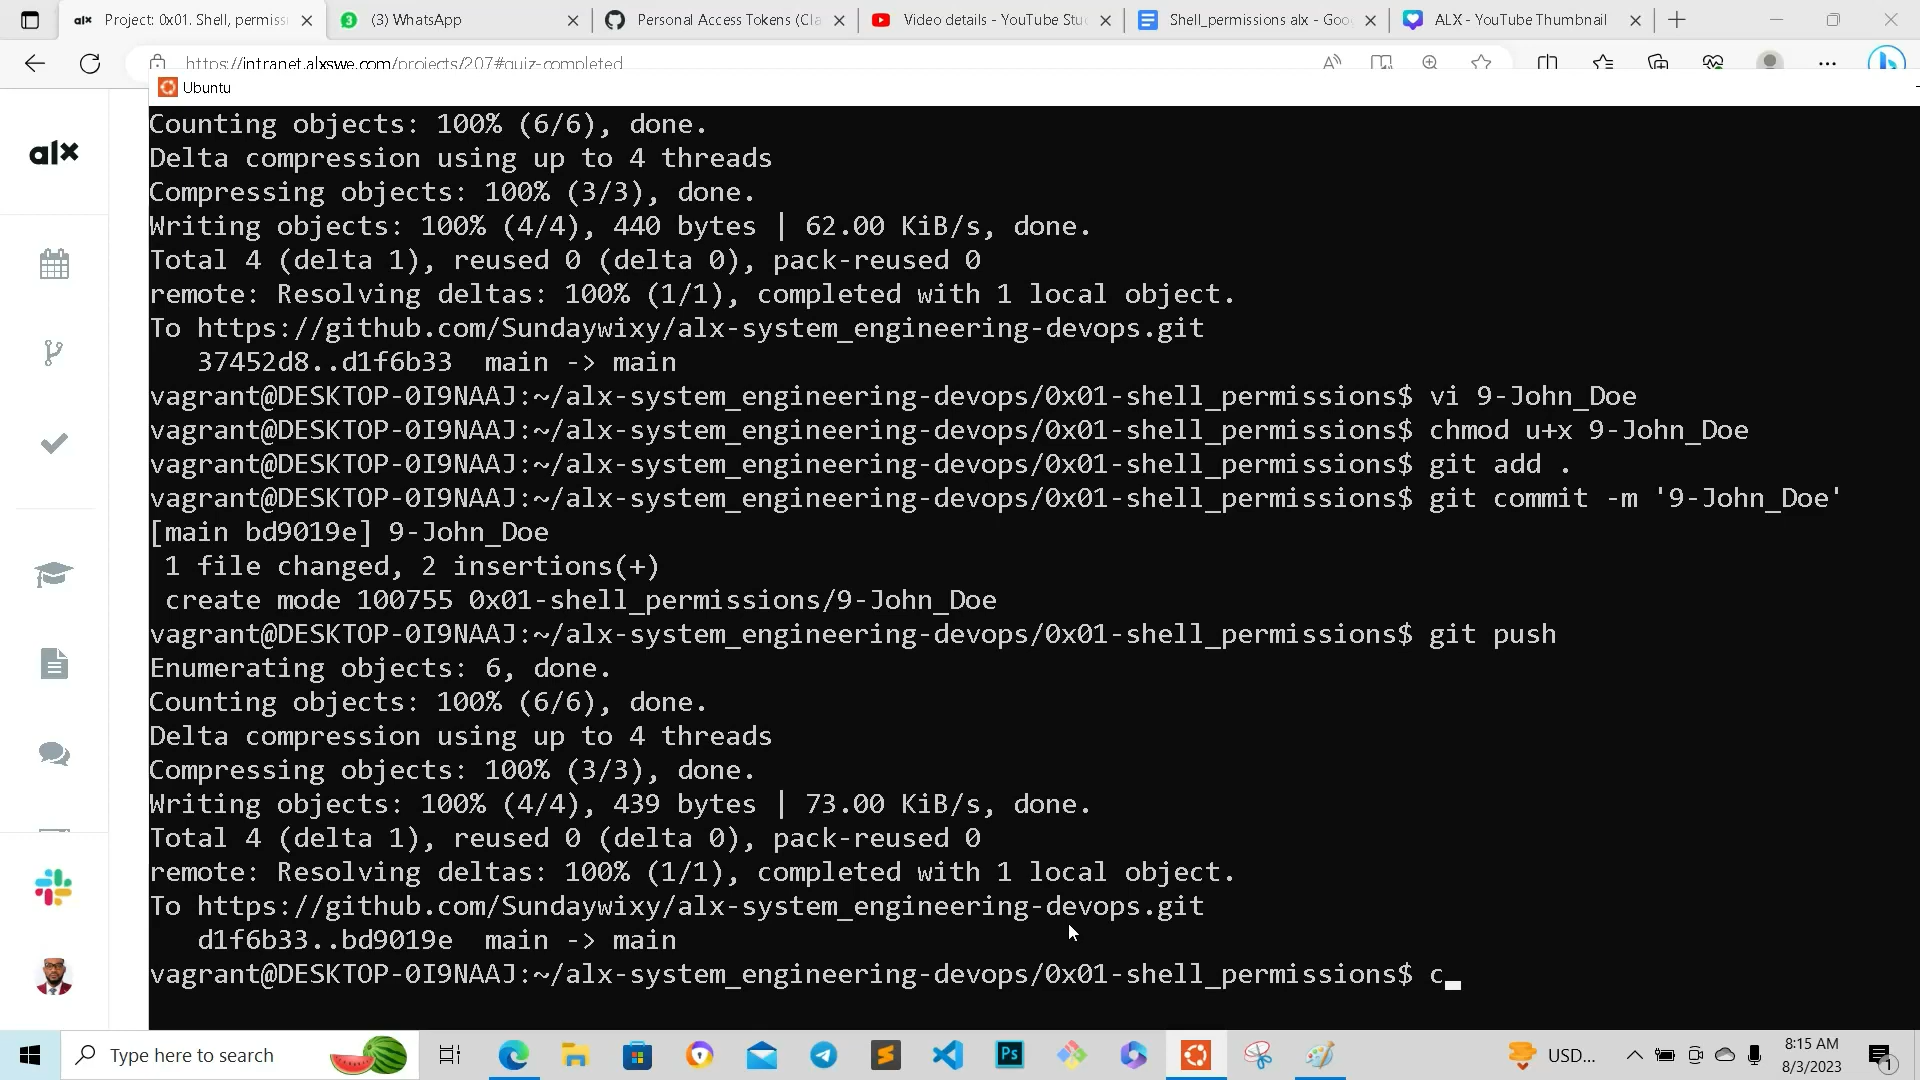 alx Project: 0x01. Shell, permiss
(3) WhatsApp
Personal Access Tokens (Cla
Video details - YouTube Stu
Shell_permissions alx - Goo
ALX - YouTube Thumbnail
https://intranet.alxswe.com/projects/207#quiz-completed
Ubuntu
alx
Counting objects: 100% (6/6), done.
Delta compression using up to 4 threads
Compressing objects: 100% (3/3), done.
Writing objects: 100% (4/4), 440 bytes | 62.00 KiB/s, done.
Total 4 (delta 1), reused 0 (delta 0), pack-reused 0
remote: Resolving deltas: 100% (1/1), completed with 1 local object.
To https://github.com/Sundaywixy/alx-system_engineering-devops.git
37452d8..d1f6b33 main -> main
vagrant@DESKTOP-0I9NAAJ:~/alx-system_engineering-devops/0x01-shell_permissions$ vi 9-John_Doe
vagrant@DESKTOP-0I9NAAJ:~/alx-system_engineering-devops/0x01-shell_permissions$ chmod u+x 9-John_Doe
vagrant@DESKTOP-0I9NAAJ:~/alx-system_engineering-devops/0x01-shell_permissions$ git add .
vagrant@DESKTOP-0I9NAAJ:~/alx-system_engineering-devops/0x01-shell_permissions$ git commit -m '9-John_Doe'
[main bd9019e] 9-John_Doe
1 file changed, 2 insertions(+)
create mode 100755 0x01-shell_permissions/9-John_Doe
vagrant@DESKTOP-0I9NAAJ:~/alx-system_engineering-devops/0x01-shell_permissions$ git push
Enumerating objects: 6, done.
Counting objects: 100% (6/6), done.
Delta compression using up to 4 threads
Compressing objects: 100% (3/3), done.
Writing objects: 100% (4/4), 439 bytes | 73.00 KiB/s, done.
Total 4 (delta 1), reused 0 (delta 0), pack-reused 0
remote: Resolving deltas: 100% (1/1), completed with 1 local object.
To https://github.com/Sundaywixy/alx-system_engineering-devops.git
d1f6b33..bd9019e main -> main
vagrant@DESKTOP-0I9NAAJ:~/alx-system_engineering-devops/0x01-shell_permissions$ c
Type here to search
Ps
USD...
8:15 AM
8/3/2023
1